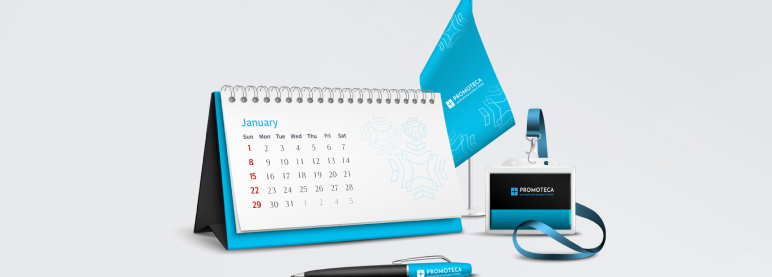 January
Sun Mon Tue Wed Thu Fri Sat
1 2 3 4 5 6 7
8 9 10 11 12 13 14
15 16 17 18 19 20 21
22 23 24 25 26 27 28
29 30 31 1 2 4 5
PROMOTECA
PROMOTECA
PROMOTECA